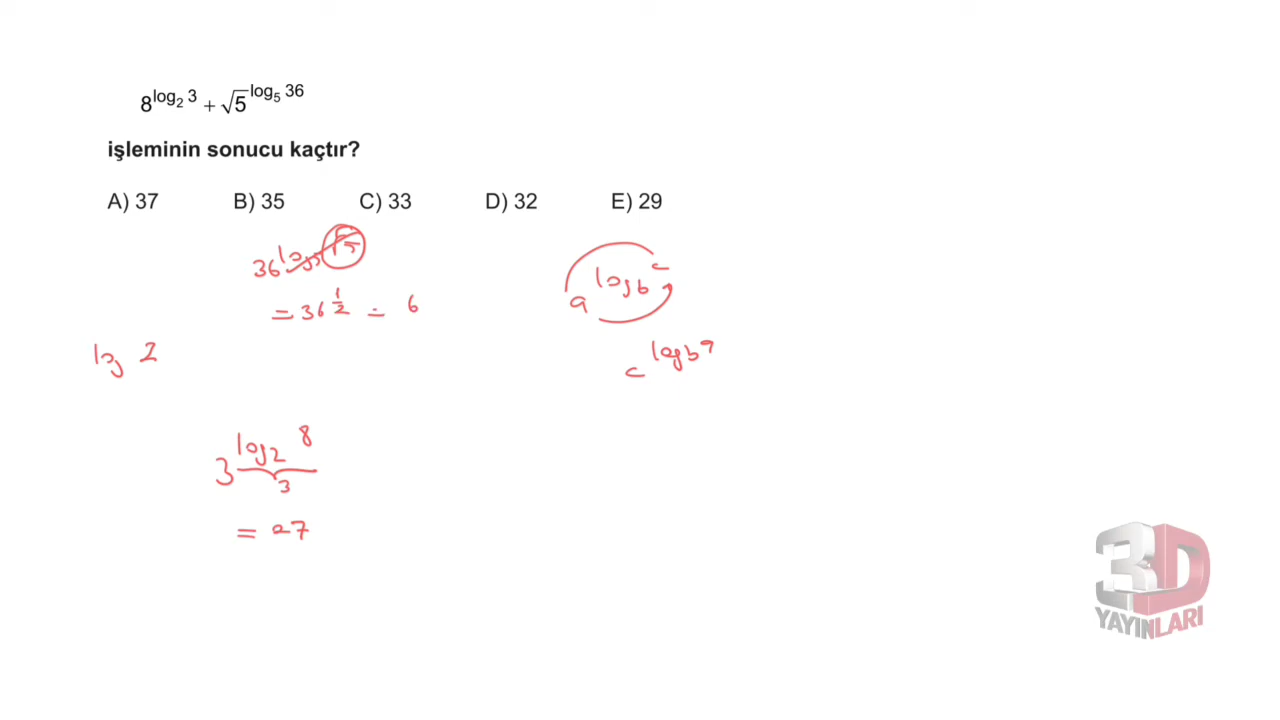 8^log₂ 3 + √5^log₅ 36
işleminin sonucu kaçtır?
A) 37 B) 35 C) 33 D) 32 E) 29
36^log₅ √5
= 36^½ = 6
a^log_b c
c^log_b a
log 2
3^log₂ 8
3
= 27
3D
YAYINLARI